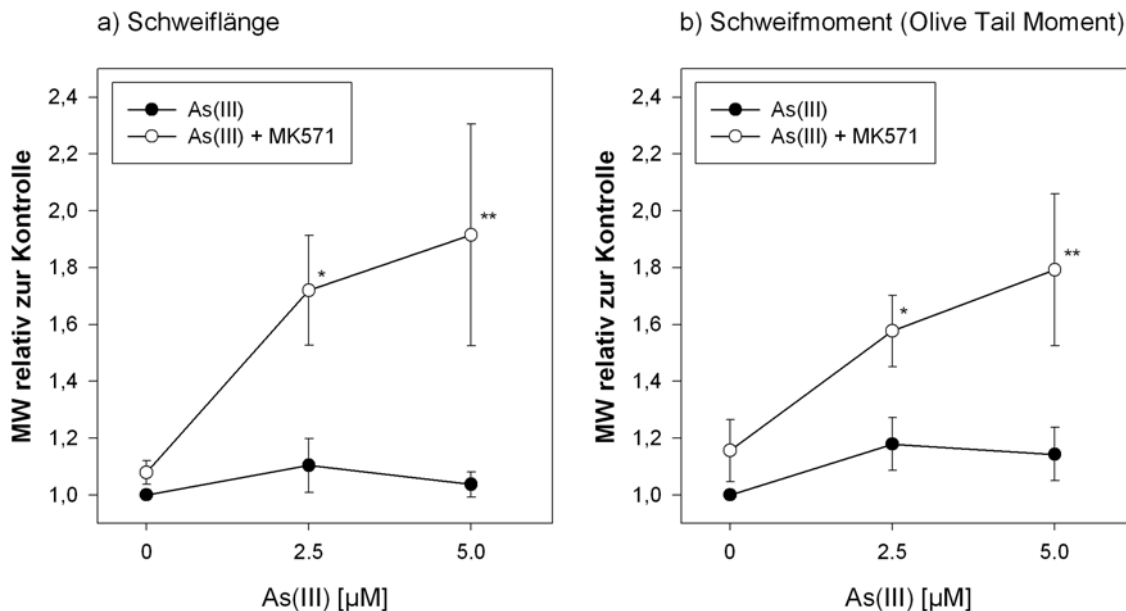 a) Schweiflänge
MW relativ zur Kontrolle
2,4
2,2
2,0
1,8
1,6
1,4
1,2
1,0
As(III)
As(III) + MK571
*
**
0
2.5
5.0
As(III) [µM]
b) Schweifmoment (Olive Tail Moment)
MW relativ zur Kontrolle
2,4
2,2
2,0
1,8
1,6
1,4
1,2
1,0
As(III)
As(III) + MK571
*
**
0
2.5
5.0
As(III) [µM]